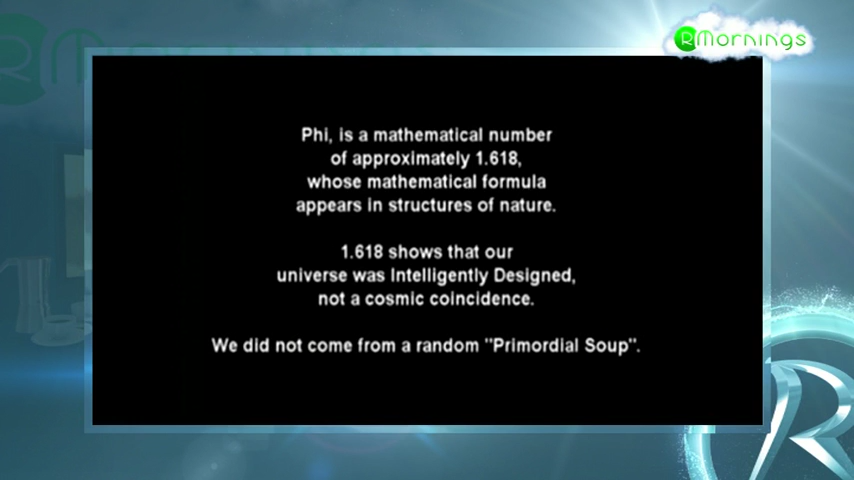 RMornings
Phi, is a mathematical number
of approximately 1.618,
whose mathematical formula
appears in structures of nature.
1.618 shows that our
universe was Intelligently Designed,
not a cosmic coincidence.
We did not come from a random "Primordial Soup".
R